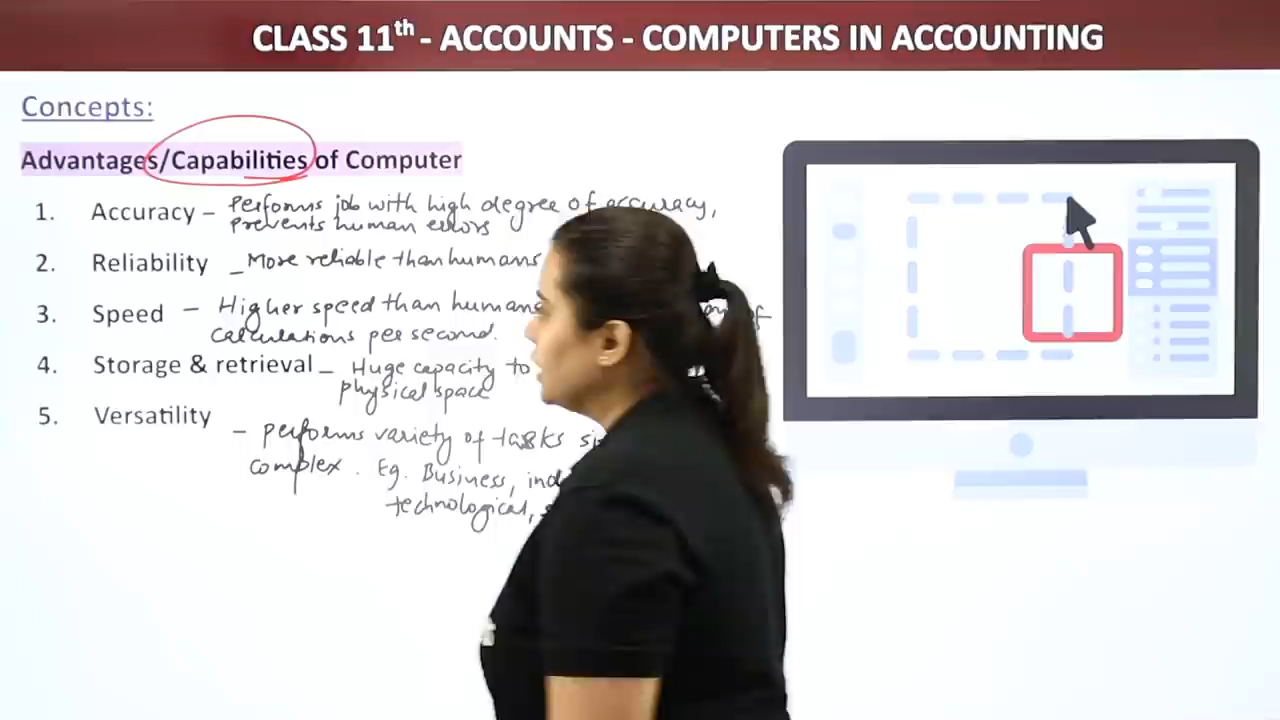 CLASS 11th - ACCOUNTS - COMPUTERS IN ACCOUNTING
Concepts:
Advantages/Capabilities of Computer
1. Accuracy – Performs job with high degree of accuracy,
prevents human errors
2. Reliability – More reliable than humans
3. Speed – Higher speed than humans of
calculations per second.
4. Storage & retrieval – Huge capacity to
physical space
5. Versatility
– performs variety of tasks
complex. Eg. Business,
technological,